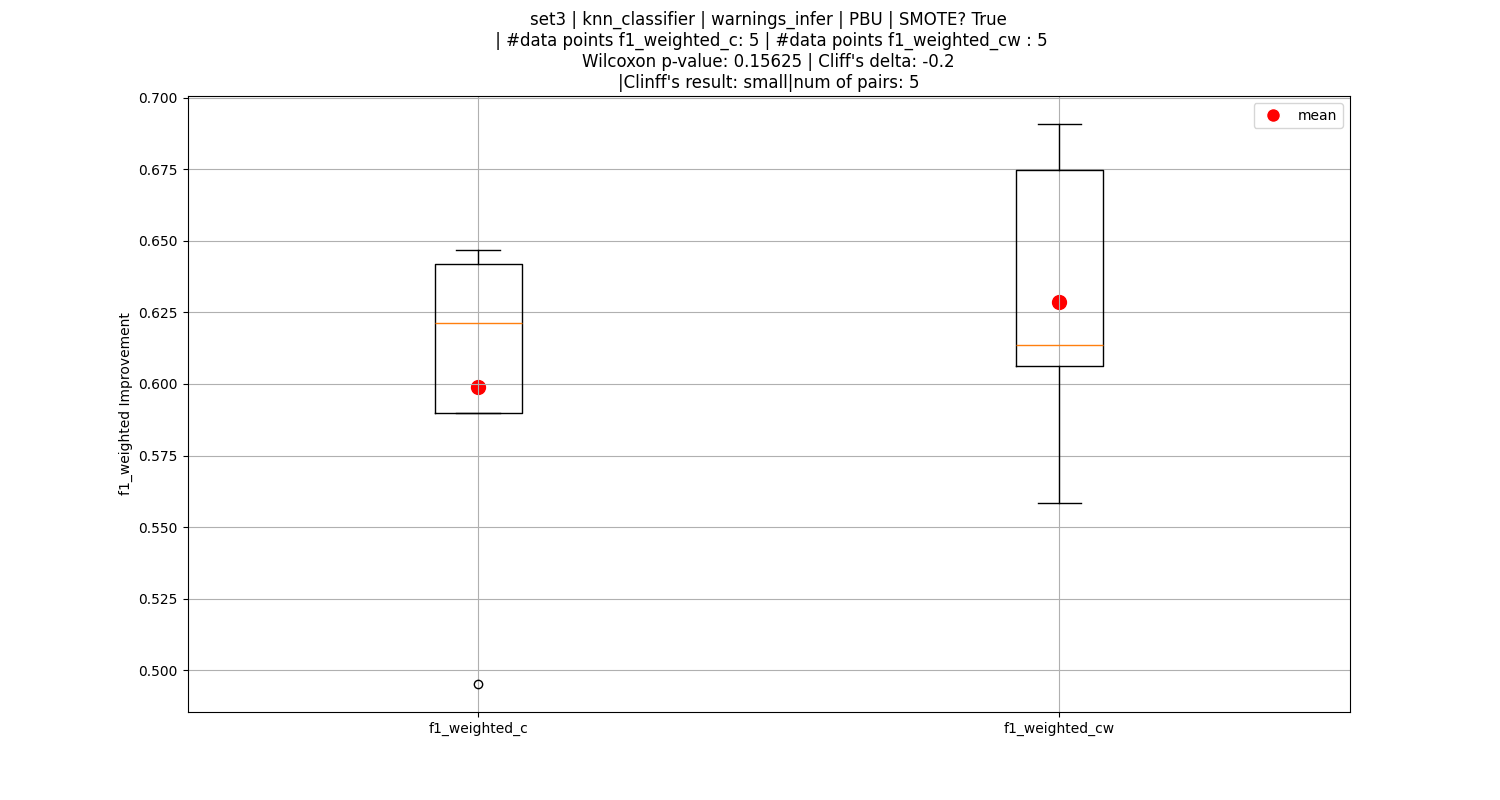 set3 | knn_classifier | warnings_infer | PBU | SMOTE? True
| #data points f1_weighted_c: 5 | #data points f1_weighted_cw : 5
Wilcoxon p-value: 0.15625 | Cliff's delta: -0.2
|Clinff's result: small|num of pairs: 5
mean
0.700
0.675
0.650
0.625
0.600
0.575
0.550
0.525
0.500
f1_weighted Improvement
f1_weighted_c
f1_weighted_cw